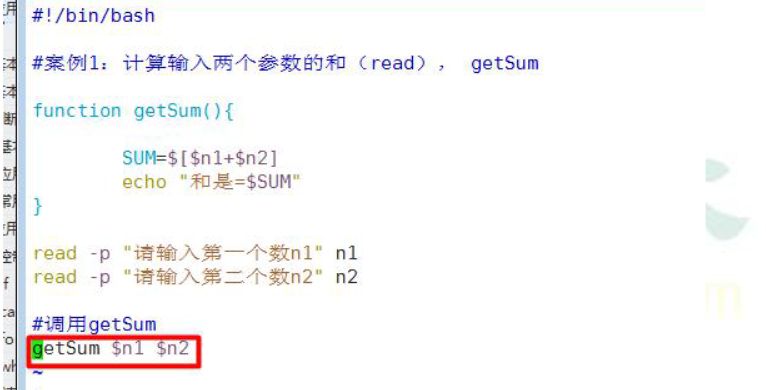 #!/bin/bash
#案例1：计算输入两个参数的和（read）， getSum
function getSum(){
SUM=$[$n1+$n2]
echo "和是=$SUM"
}
read -p "请输入第一个数n1" n1
read -p "请输入第二个数n2" n2
#调用getSum
getSum $n1 $n2
~